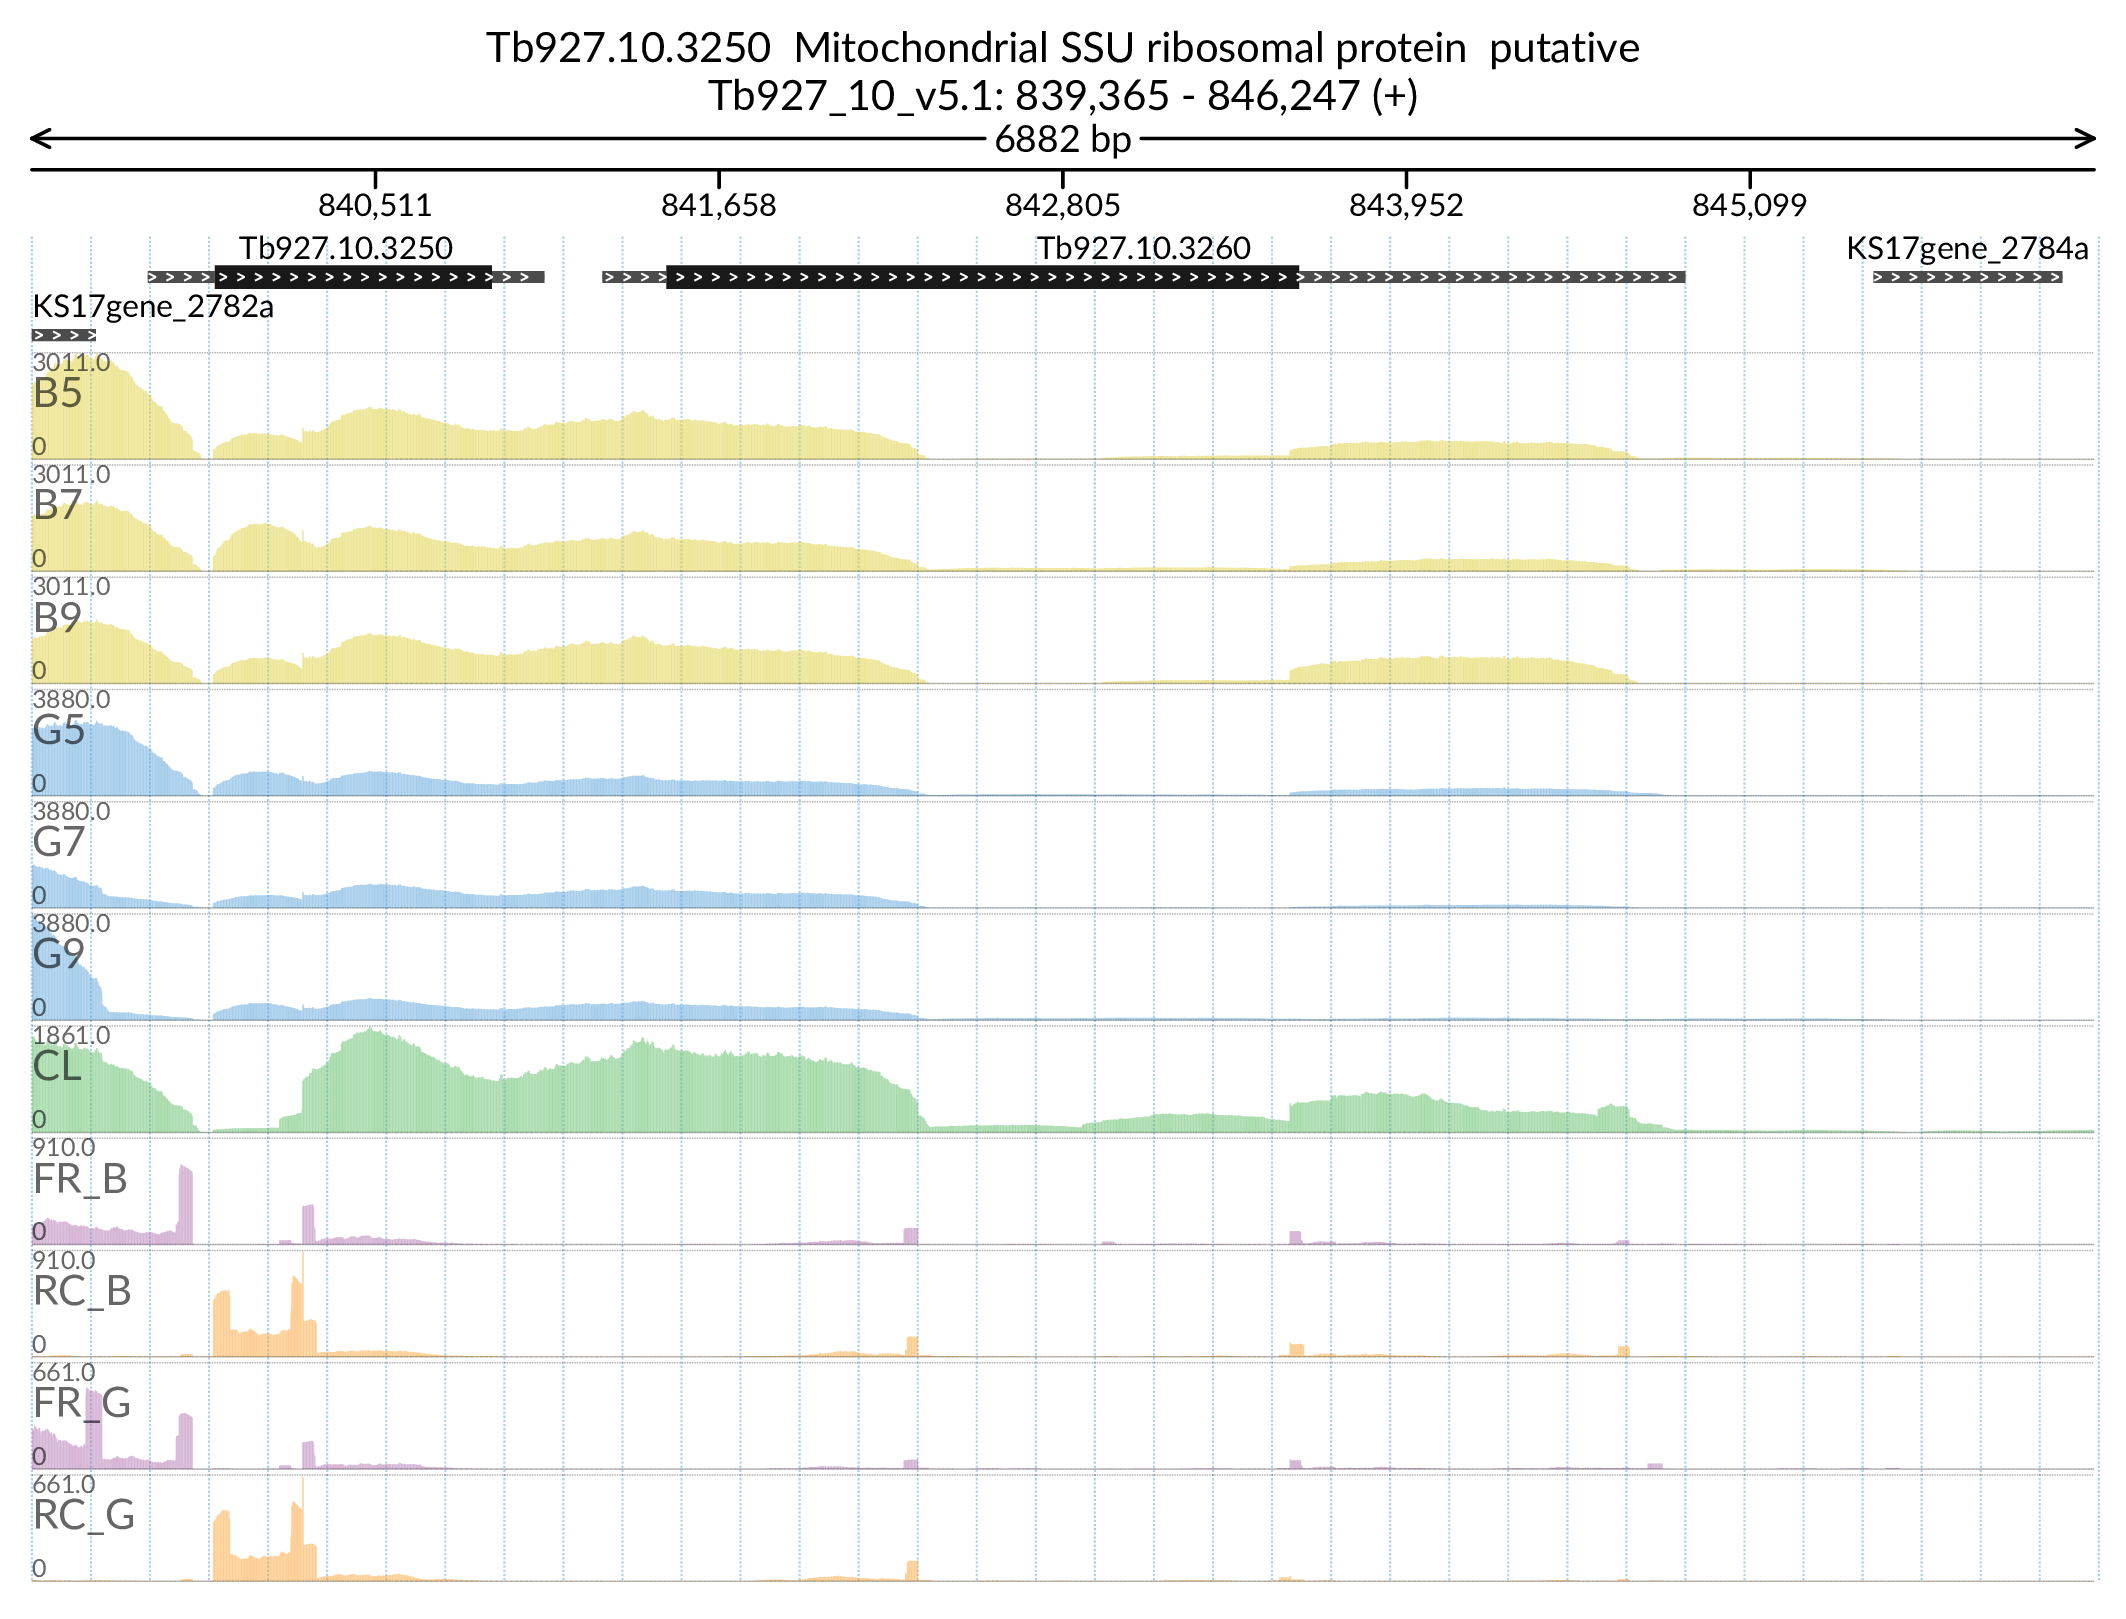 Tb927.10.3250  Mitochondrial SSU ribosomal protein  putative
Tb927_10_v5.1: 839,365 - 846,247 (+)
6882 bp
840,511 841,658 842,805 843,952 845,099
Tb927.10.3250 Tb927.10.3260 KS17gene_2784a
KS17gene_2782a
3011.0
B5
0
3011.0
B7
0
3011.0
B9
0
3880.0
G5
0
3880.0
G7
0
3880.0
G9
0
1861.0
CL
0
910.0
FR_B
0
910.0
RC_B
0
661.0
FR_G
0
661.0
RC_G
0